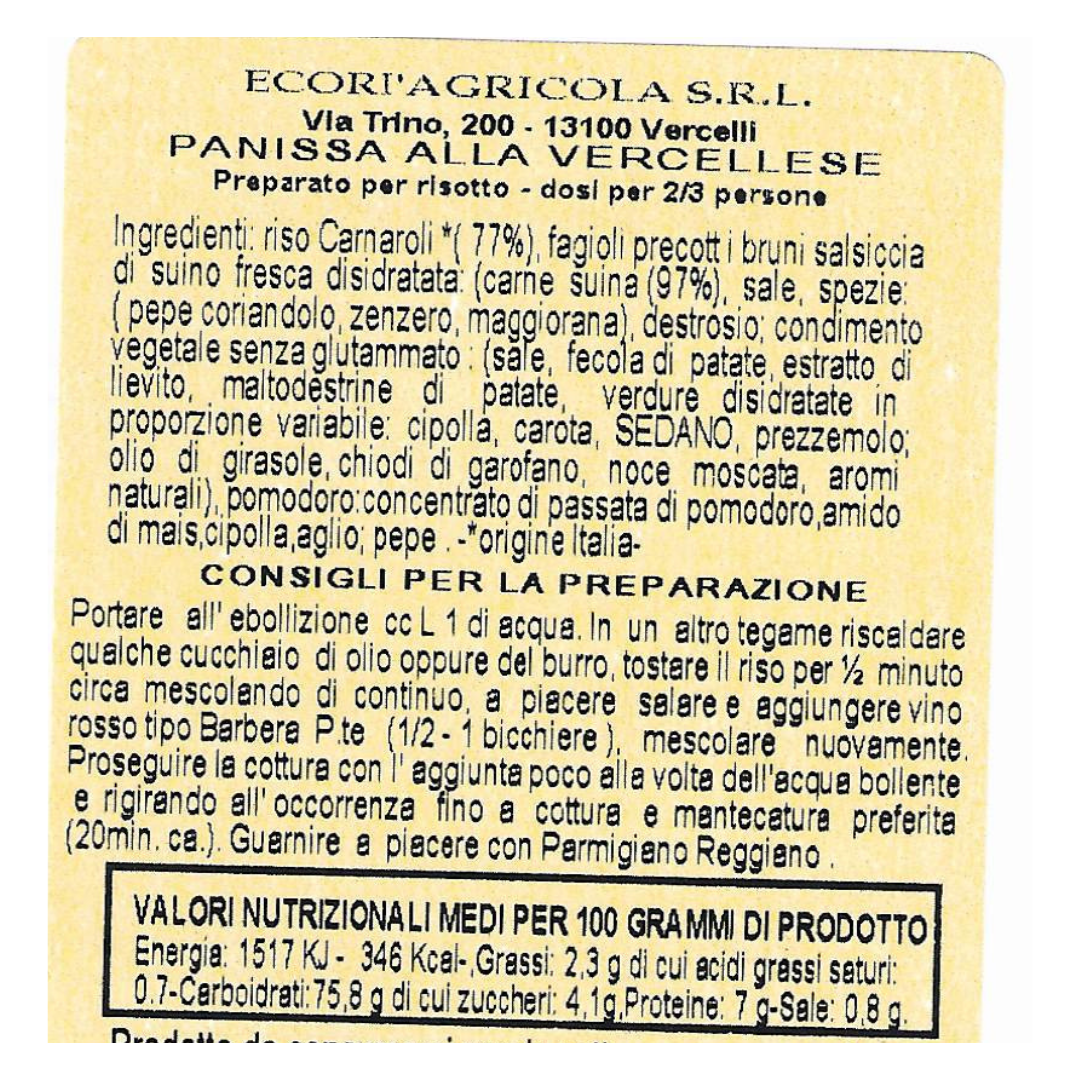 ECORI'AGRICOLA S.R.L.
Via Trino, 200 - 13100 Vercelli
PANISSA ALLA VERCELLESE
Preparato per risotto - dosi per 2/3 persone
Ingredienti: riso Carnaroli *( 77%), fagioli precott i bruni salsiccia
di suino fresca disidratata: (carne suina (97%), sale, spezie:
( pepe coriandolo, zenzero, maggiorana), destrosio; condimento
vegetale senza glutammato : (sale, fecola di patate, estratto di
lievito, maltodestrine di patate, verdure disidratate in
proporzione variabile: cipolla, carota, SEDANO, prezzemolo;
olio di girasole, chiodi di garofano, noce moscata, aromi
naturali), pomodoro:concentrato di passata di pomodoro,amido
di mais,cipolla,aglio; pepe . -*origine Italia-
CONSIGLI PER LA PREPARAZIONE
Portare all' ebollizione cc L 1 di acqua. In un altro tegame riscaldare
qualche cucchiaio di olio oppure del burro, tostare il riso per ½ minuto
circa mescolando di continuo, a piacere salare e aggiungere vino
rosso tipo Barbera P.te (1/2 - 1 bicchiere ), mescolare nuovamente.
Proseguire la cottura con l' aggiunta poco alla volta dell'acqua bollente
e rigirando all' occorrenza fino a cottura e mantecatura preferita
(20min. ca.). Guarnire a piacere con Parmigiano Reggiano .
VALORI NUTRIZIONALI MEDI PER 100 GRAMMI DI PRODOTTO
Energia: 1517 KJ - 346 Kcal-,Grassi: 2,3 g di cui acidi grassi saturi:
0.7-Carboidrati:75,8 g di cui zuccheri: 4,1g,Proteine: 7 g-Sale: 0,8 g.